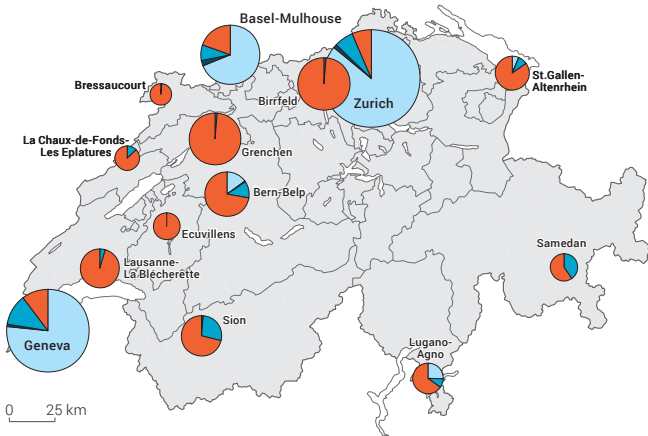 Basel-Mulhouse
Bressaucourt
Birrfeld
Zurich
St.Gallen-
Altenrhein
La Chaux-de-Fonds-
Les Eplatures
Grenchen
Bern-Belp
Ecuvillens
Samedan
Lausanne-
La Blécherette
Sion
Geneva
Lugano-
Agno
0 25 km